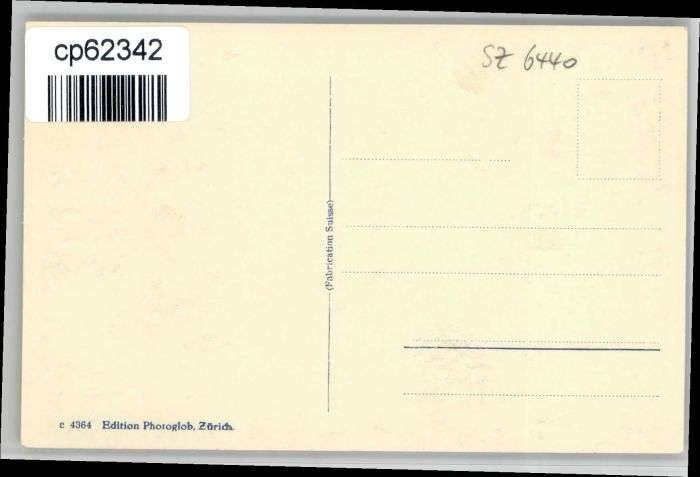 cp62342
SZ 6440
(Fabrication Suisse)
c 4364 Edition Photoglob, Zürich.